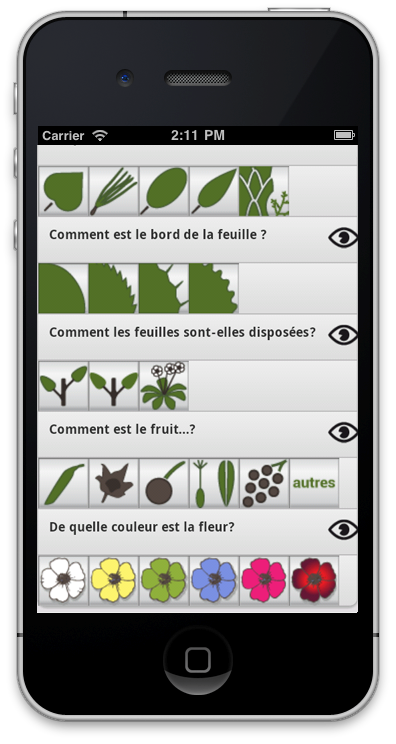 Carrier 2:11 PM
Comment est le bord de la feuille ?
Comment les feuilles sont-elles disposées?
Comment est le fruit...?
autres
De quelle couleur est la fleur?